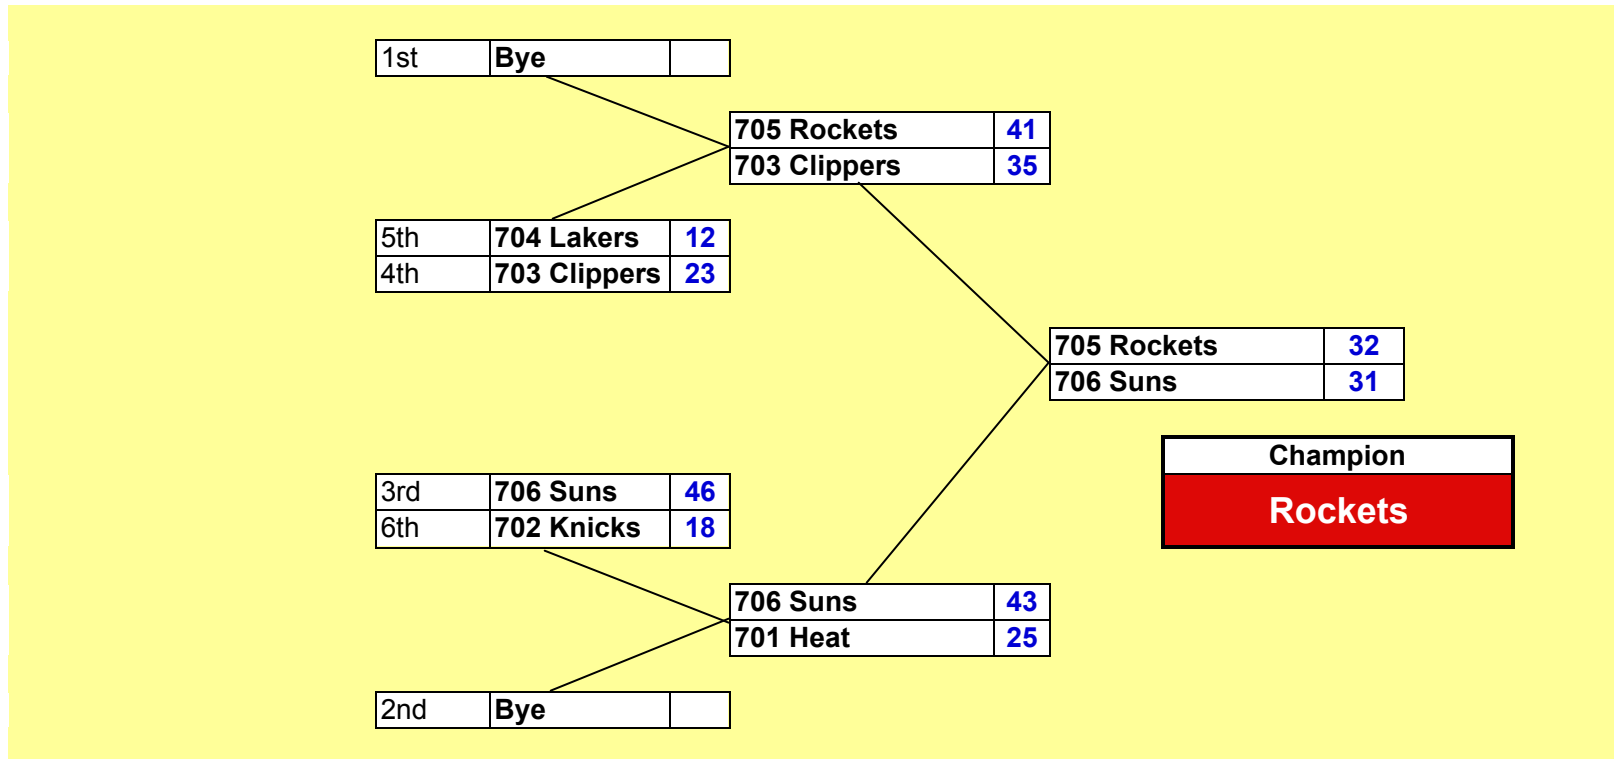 1st Bye
705 Rockets 41
703 Clippers 35
5th 704 Lakers 12
4th 703 Clippers 23
705 Rockets 32
706 Suns 31
Champion
Rockets
3rd 706 Suns 46
6th 702 Knicks 18
706 Suns 43
701 Heat 25
2nd Bye